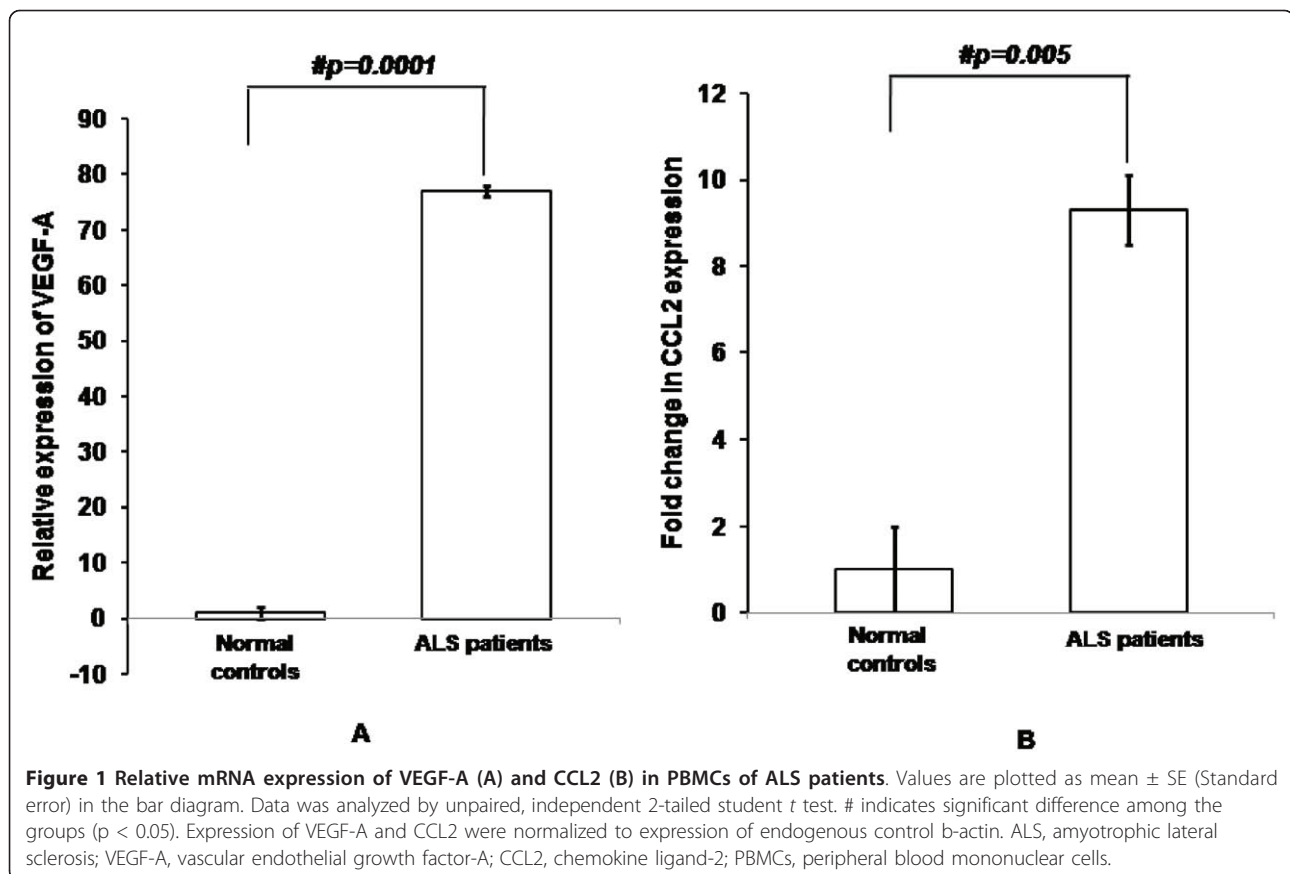 #p=0.0001
90
80
70
60
50
40
30
20
10
0
-10
Relative expression of VEGF-A
Normal
controls
ALS patients
A
#p=0.005
12
10
8
6
4
2
0
Fold change in CCL2 expression
Normal
controls
ALS patients
B
Figure 1 Relative mRNA expression of VEGF-A (A) and CCL2 (B) in PBMCs of ALS patients. Values are plotted as mean ± SE (Standard
error) in the bar diagram. Data was analyzed by unpaired, independent 2-tailed student t test. # indicates significant difference among the
groups (p < 0.05). Expression of VEGF-A and CCL2 were normalized to expression of endogenous control b-actin. ALS, amyotrophic lateral
sclerosis; VEGF-A, vascular endothelial growth factor-A; CCL2, chemokine ligand-2; PBMCs, peripheral blood mononuclear cells.